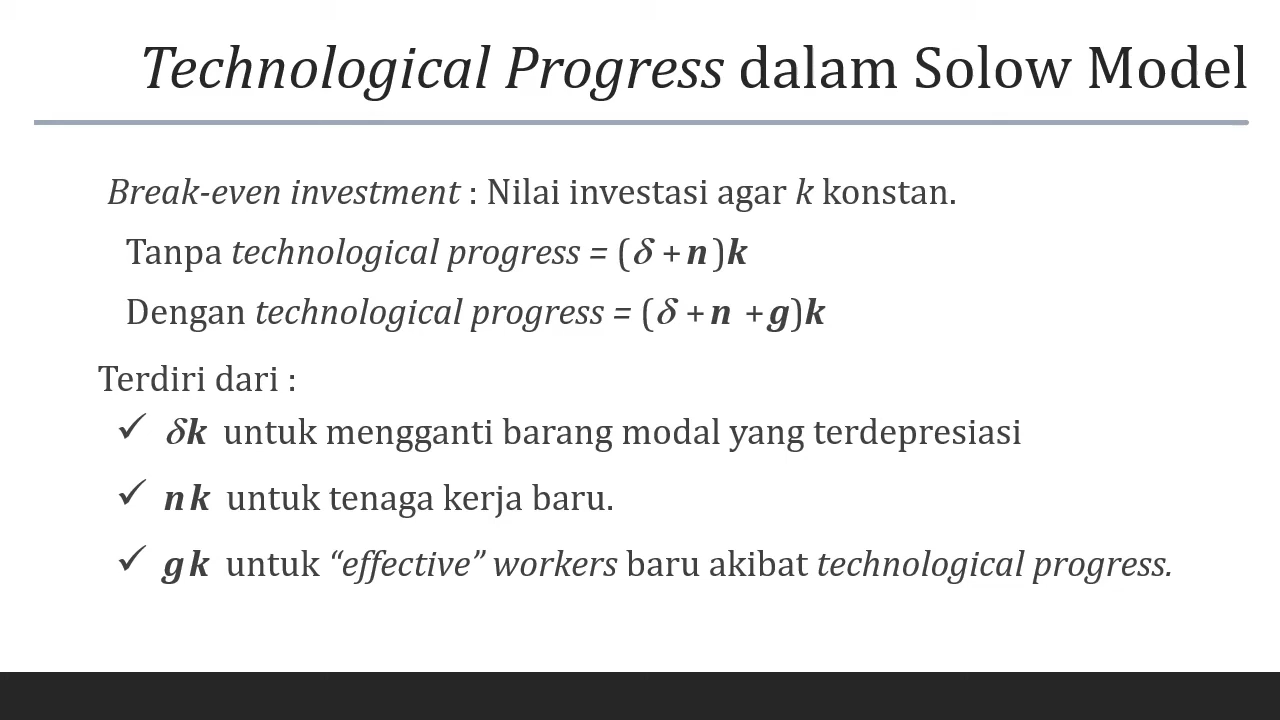 Technological Progress dalam Solow Model
Break-even investment : Nilai investasi agar k konstan.
Tanpa technological progress = (δ + n )k
Dengan technological progress = (δ + n + g)k
Terdiri dari :
✓ δk untuk mengganti barang modal yang terdepresiasi
✓ n k untuk tenaga kerja baru.
✓ g k untuk “effective” workers baru akibat technological progress.